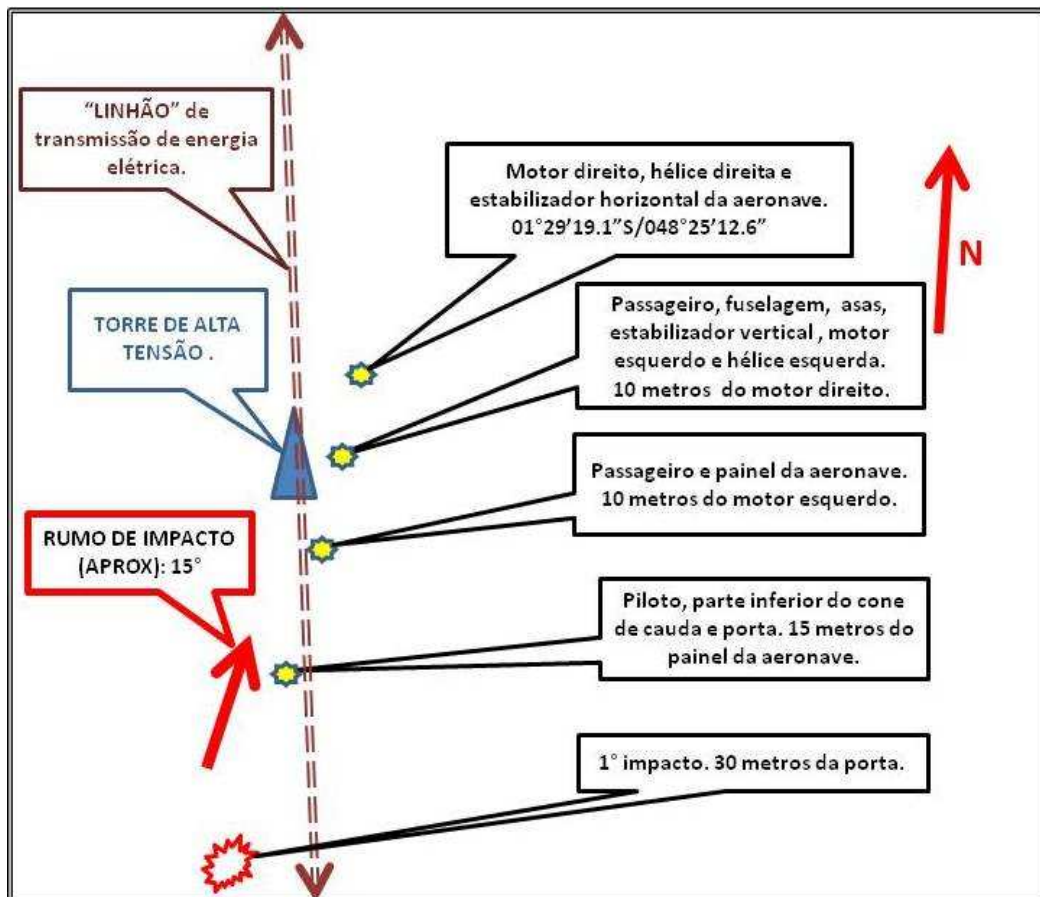 “LINHÃO” de
transmissão de energia
elétrica.
Motor direito, hélice direita e
estabilizador horizontal da aeronave.
01°29’19.1”S/048°25’12.6”
N
TORRE DE ALTA
TENSÃO .
Passageiro, fuselagem, asas,
estabilizador vertical , motor
esquerdo e hélice esquerda.
10 metros do motor direito.
Passageiro e painel da aeronave.
10 metros do motor esquerdo.
RUMO DE IMPACTO
(APROX): 15°
Piloto, parte inferior do cone
de cauda e porta. 15 metros do
painel da aeronave.
1° impacto. 30 metros da porta.